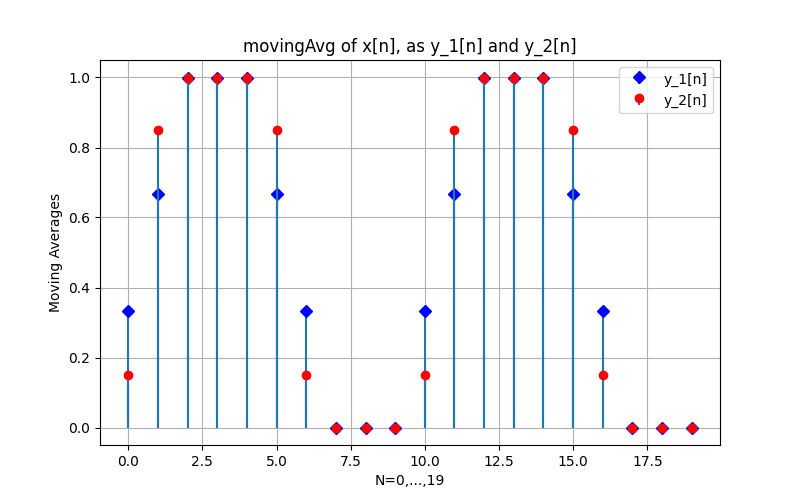 movingAvg of x[n], as y_1[n] and y_2[n]
y_1[n]
y_2[n]
Moving Averages
1.0
0.8
0.6
0.4
0.2
0.0
0.0 2.5 5.0 7.5 10.0 12.5 15.0 17.5
N=0,...,19